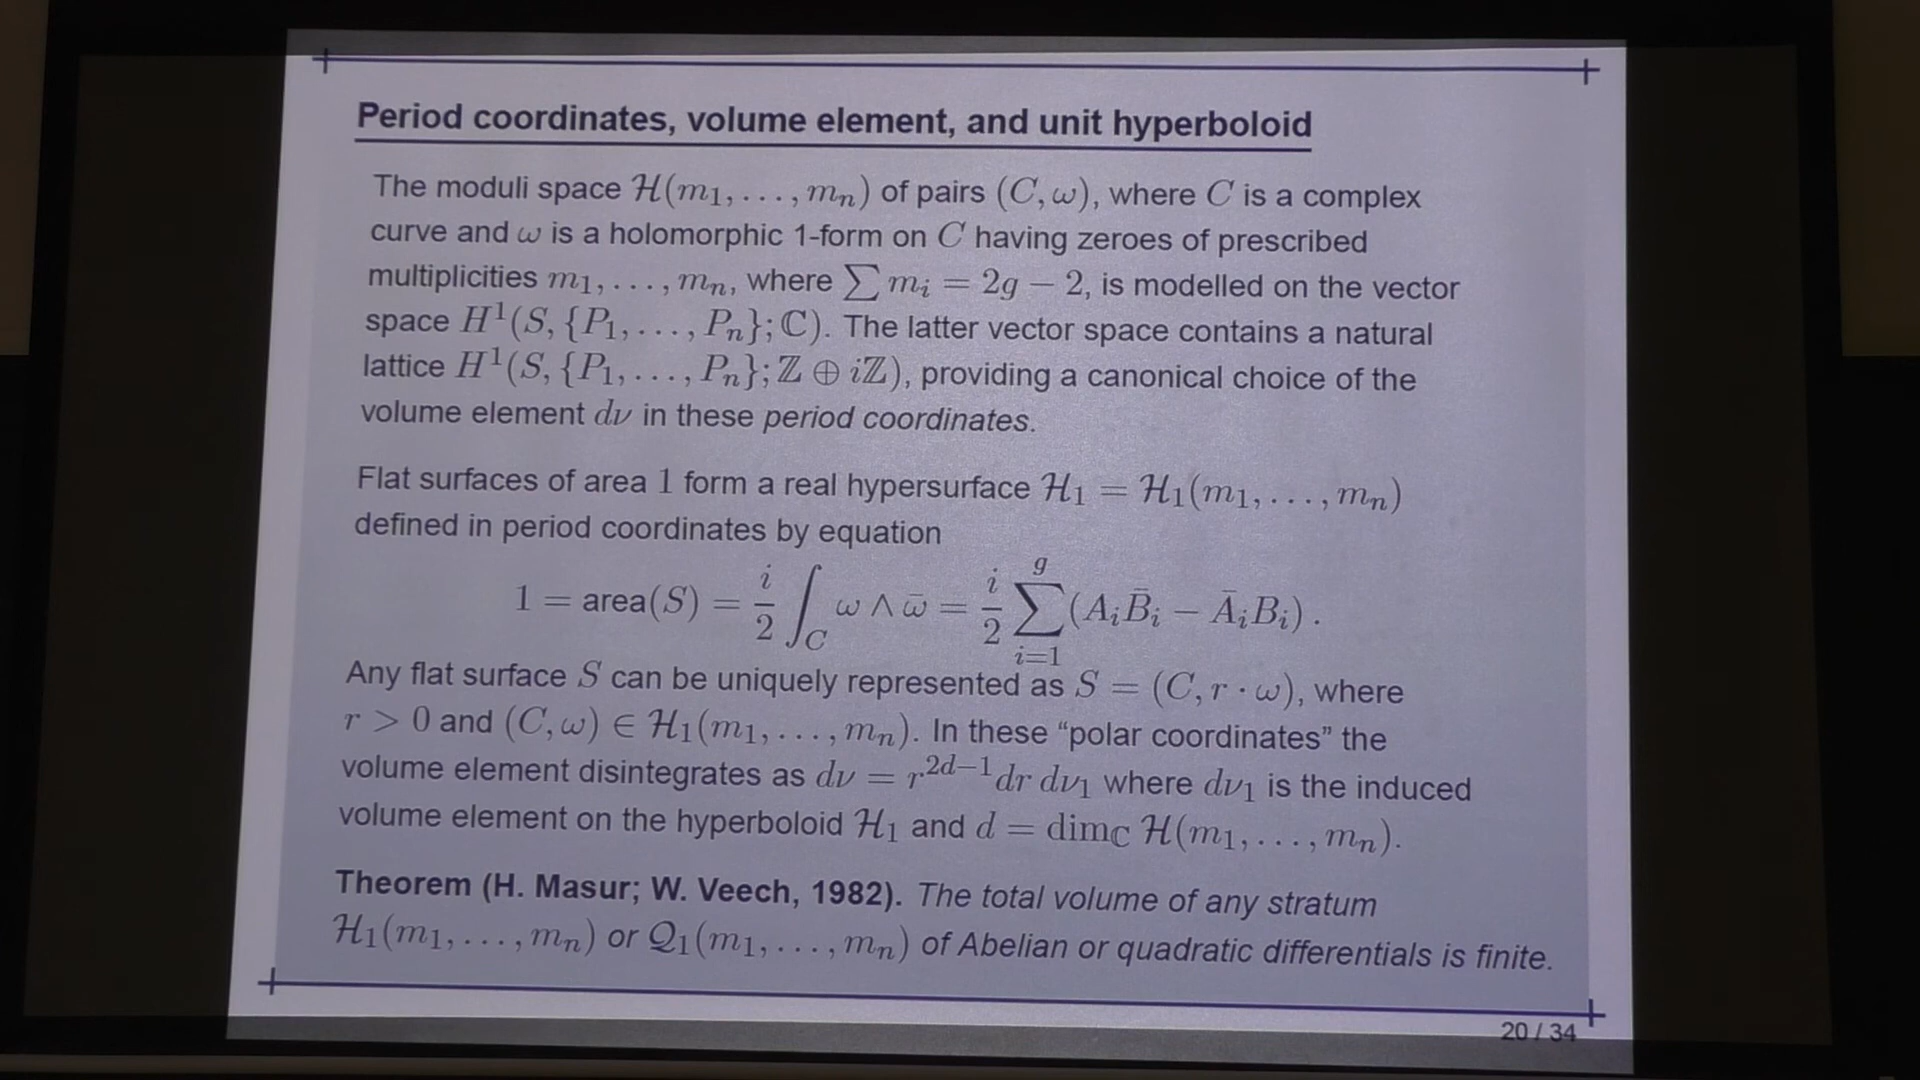 Period coordinates, volume element, and unit hyperboloid
The moduli space ℋ(m₁, . . . , mₙ) of pairs (C, ω), where C is a complex
curve and ω is a holomorphic 1-form on C having zeroes of prescribed
multiplicities m₁, . . . , mₙ, where ∑ mᵢ = 2g − 2, is modelled on the vector
space H¹(S, {P₁, . . . , Pₙ}; ℂ). The latter vector space contains a natural
lattice H¹(S, {P₁, . . . , Pₙ}; ℤ ⊕ iℤ), providing a canonical choice of the
volume element dν in these period coordinates.
Flat surfaces of area 1 form a real hypersurface ℋ₁ = ℋ₁(m₁, . . . , mₙ)
defined in period coordinates by equation
1 = area(S) = i/2 ∫_C ω ∧ ω̄ = i/2 ∑_{i=1}^{g} (AᵢB̄ᵢ − ĀᵢBᵢ) .
Any flat surface S can be uniquely represented as S = (C, r · ω), where
r > 0 and (C, ω) ∈ ℋ₁(m₁, . . . , mₙ). In these “polar coordinates” the
volume element disintegrates as dν = r^{2d−1} dr dν₁ where dν₁ is the induced
volume element on the hyperboloid ℋ₁ and d = dim_ℂ ℋ(m₁, . . . , mₙ).
Theorem (H. Masur; W. Veech, 1982). The total volume of any stratum
ℋ₁(m₁, . . . , mₙ) or 𝒬₁(m₁, . . . , mₙ) of Abelian or quadratic differentials is finite.
20 / 34